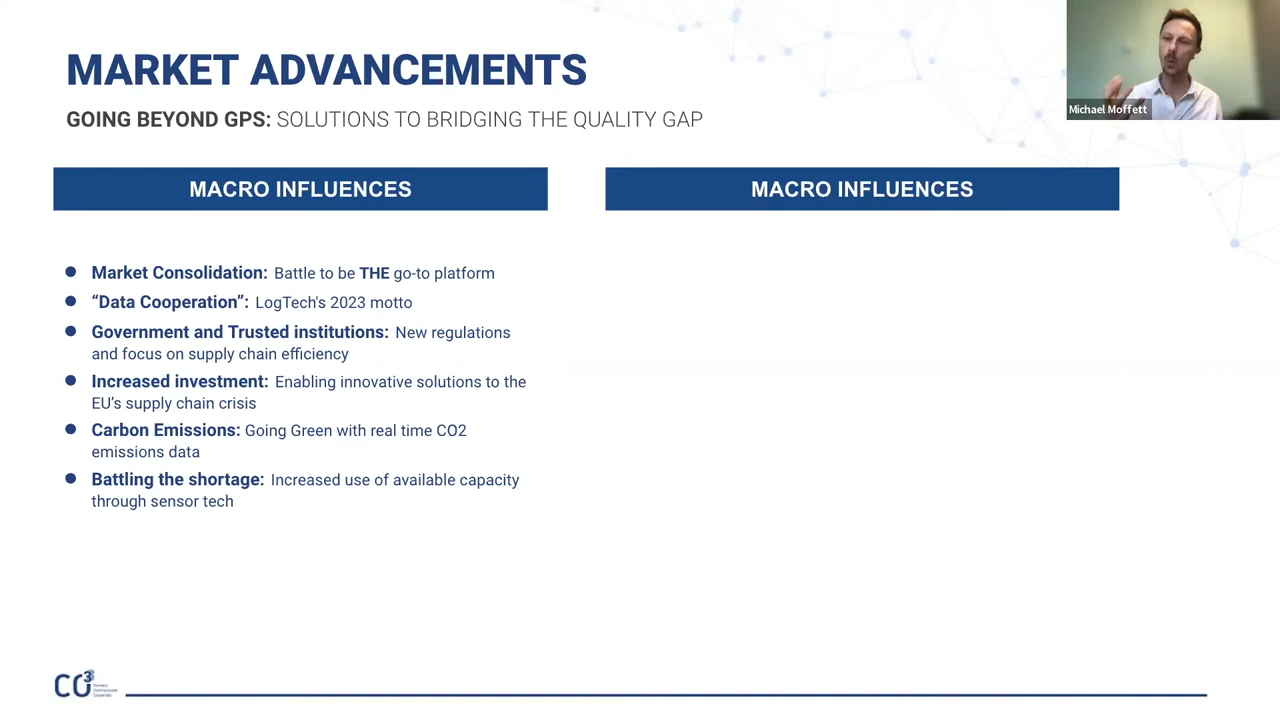 MARKET ADVANCEMENTS
GOING BEYOND GPS: SOLUTIONS TO BRIDGING THE QUALITY GAP
Michael Moffett
MACRO INFLUENCES
MACRO INFLUENCES
Market Consolidation: Battle to be THE go-to platform
“Data Cooperation”: LogTech's 2023 motto
Government and Trusted institutions: New regulations
and focus on supply chain efficiency
Increased investment: Enabling innovative solutions to the
EU’s supply chain crisis
Carbon Emissions: Going Green with real time CO2
emissions data
Battling the shortage: Increased use of available capacity
through sensor tech
CO3